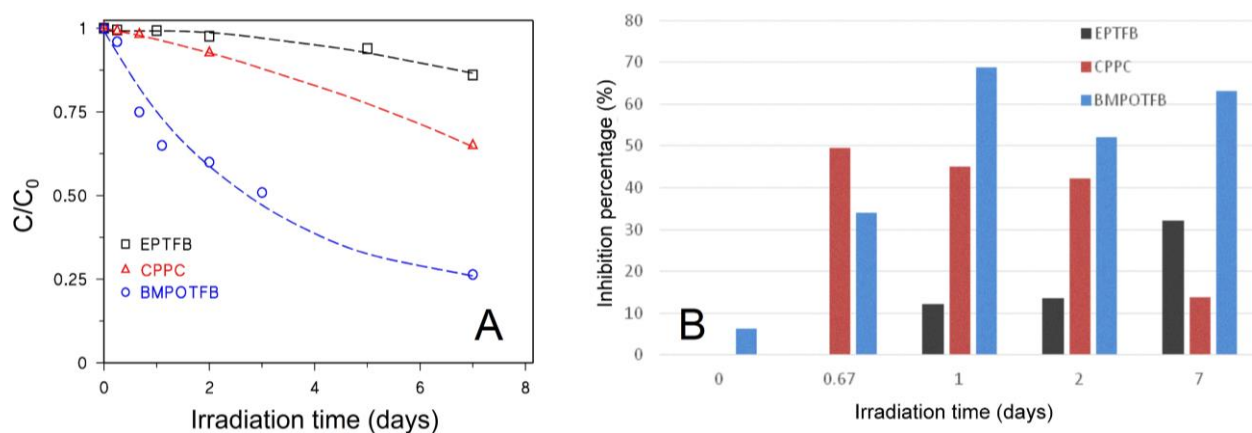 C/C0
1
0.75
0.50
0.25
0
EPTFB
CPPC
BMPOTFB
A
0 2 4 6 8
Irradiation time (days)
Inhibition percentage (%)
80
70
60
50
40
30
20
10
0
EPTFB
CPPC
BMPOTFB
B
0 0.67 1 2 7
Irradiation time (days)